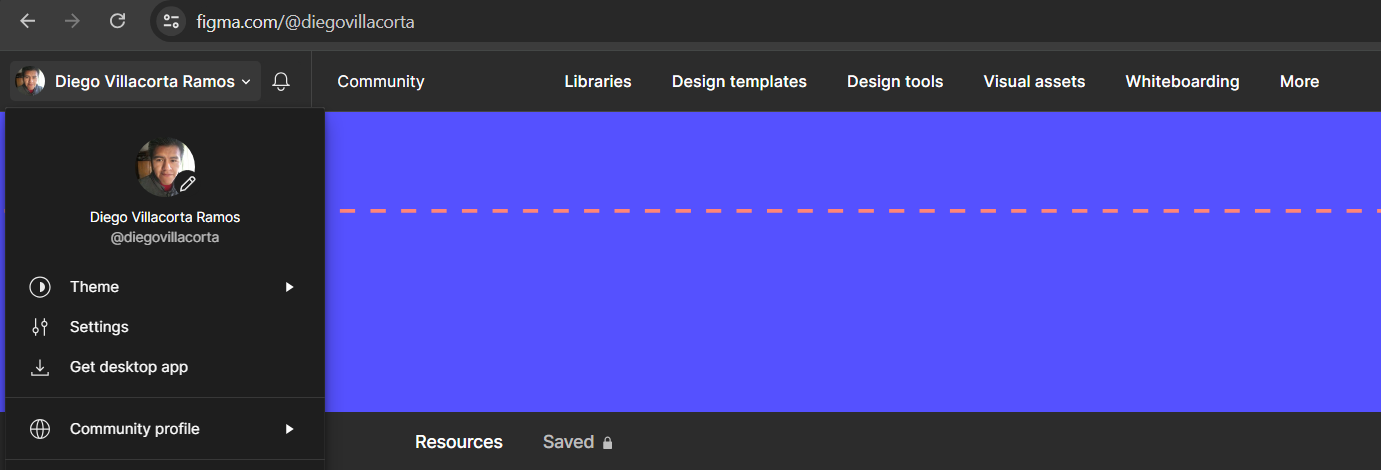 figma.com/@diegovillacorta
Diego Villacorta Ramos
Community
Libraries
Design templates
Design tools
Visual assets
Whiteboarding
More
Diego Villacorta Ramos
@diegovillacorta
Theme
Settings
Get desktop app
Community profile
Resources
Saved